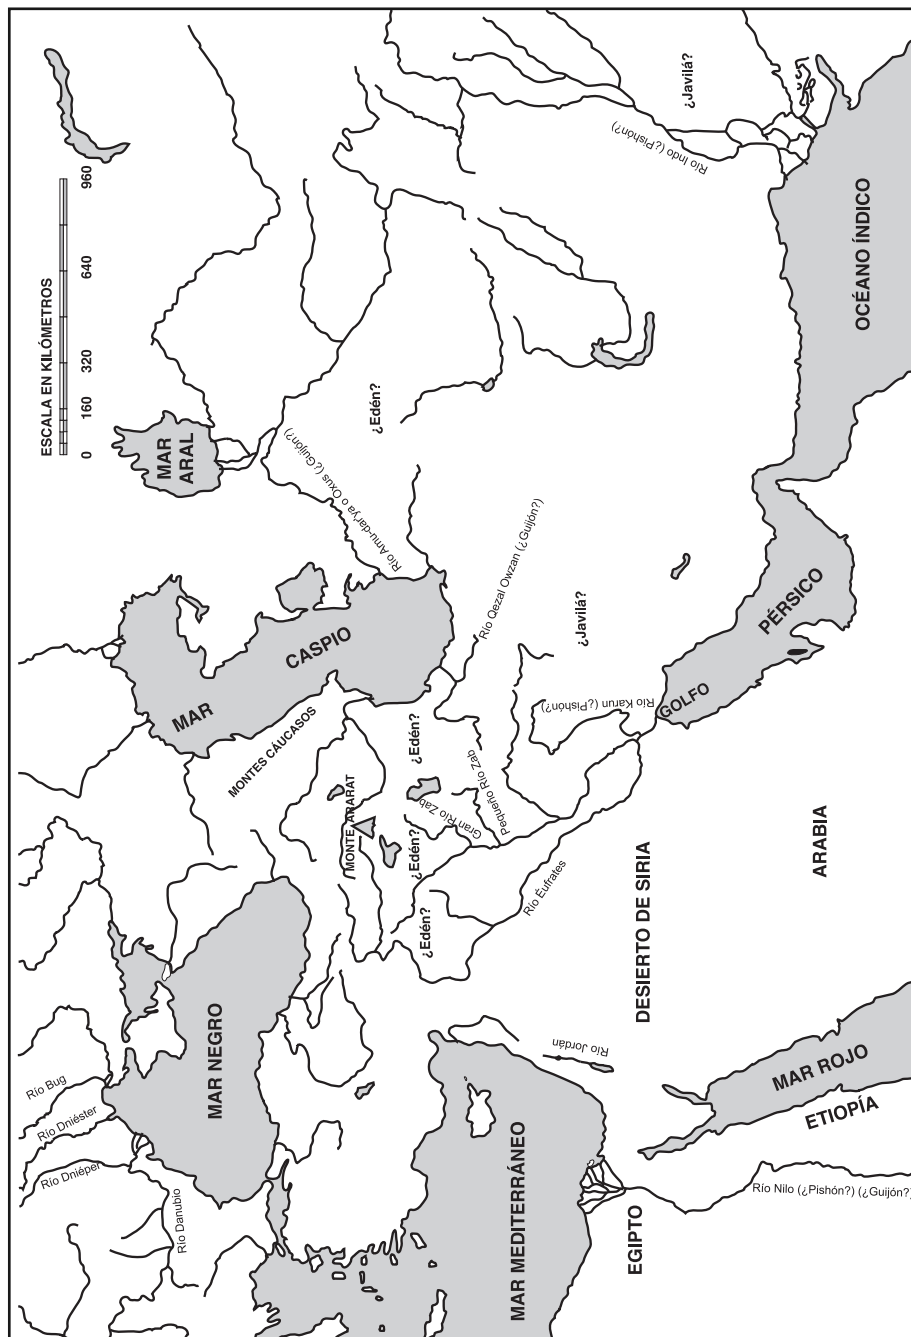 ESCALA EN KILÓMETROS
0 160 320 640 960
MAR
ARAL
¿Javilá?
Río Indo (¿Pishón?)
OCÉANO ÍNDICO
¿Edén?
Río Amu-dar'ya o Oxus (¿Guijón?)
Río Qezal Owzan (¿Guijón?)
¿Javilá?
MAR
CASPIO
MONTES CÁUCASOS
MONTE ARARAT
¿Edén?
¿Edén?
¿Edén?
Gran Río Zab
Pequeño Río Zab
Río Karun (¿Pishón?)
GOLFO
PÉRSICO
Río Éufrates
DESIERTO DE SIRIA
ARABIA
MAR NEGRO
Río Bug
Río Dniéster
Río Dniéper
Río Danubio
MAR MEDITERRÁNEO
Río Jordán
MAR ROJO
ETIOPÍA
EGIPTO
Río Nilo (¿Pishón?) (¿Guijón?)